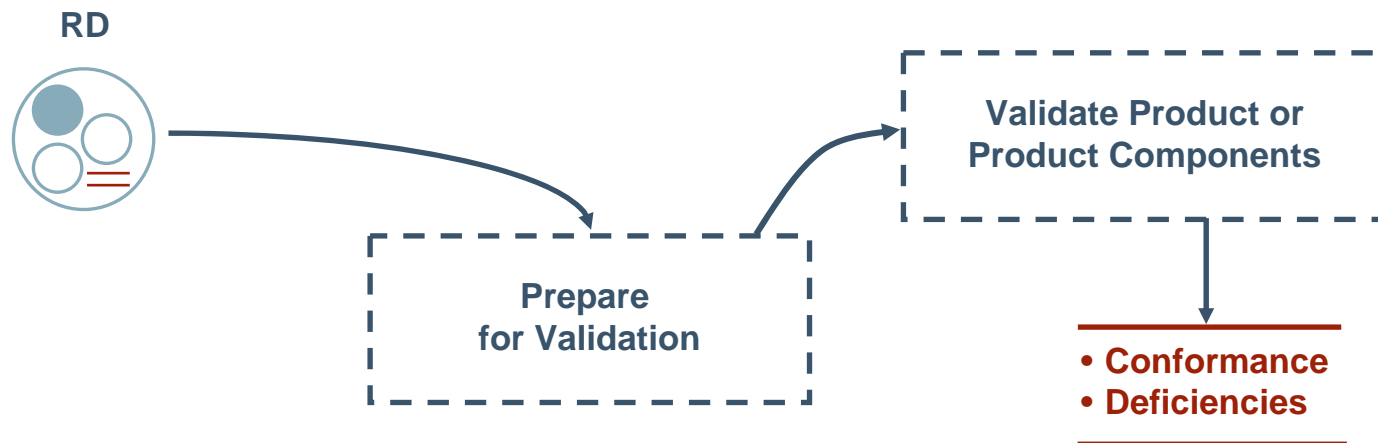 RD
Validate Product or
Product Components
Prepare
for Validation
• Conformance
• Deficiencies